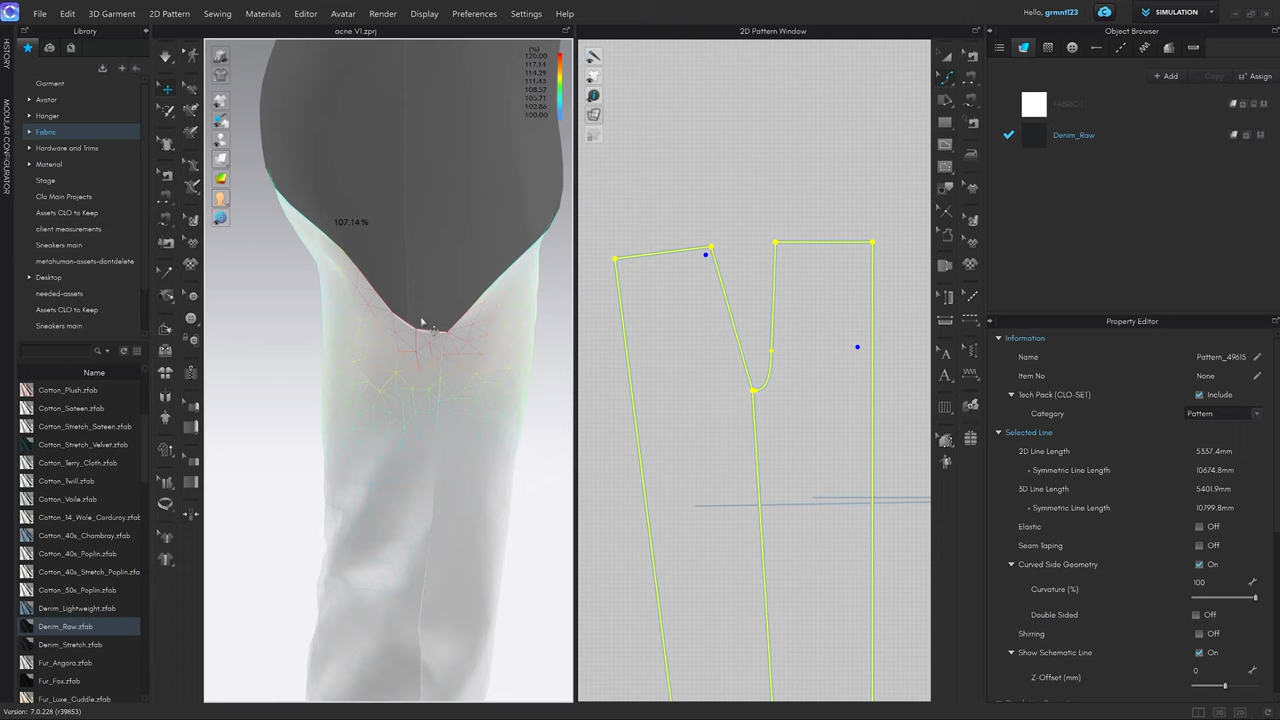 File
Edit
3D Garment
2D Pattern
Sewing
Materials
Editor
Avatar
Render
Display
Preferences
Settings
Help
Hello, grmntl23
SIMULATION
HISTORY
MODULAR CONFIGURATOR
Library
Garment
Avatar
Hanger
Fabric
Hardware and Trims
Material
Stage
Clo Main Projects
Assets CLO to Keep
client measurements
Sneakers main
metahuman-assets-dontdelete
Desktop
needed-assets
Assets CLO to Keep
Sneakers main
Name
Cotton_Plush.zfab
Cotton_Sateen.zfab
Cotton_Stretch_Sateen.zfab
Cotton_Stretch_Velvet.zfab
Cotton_Terry_Cloth.zfab
Cotton_Twill.zfab
Cotton_Voile.zfab
Cotton_14_Wale_Corduroy.zfab
Cotton_40s_Chambray.zfab
Cotton_40s_Poplin.zfab
Cotton_40s_Stretch_Poplin.zfa
Cotton_50s_Poplin.zfab
Denim_Lightweight.zfab
Denim_Raw.zfab
Denim_Stretch.zfab
Fur_Angora.zfab
Fur_Fox.zfab
Fur_Luxe_Cuddle.zfab
Version: 7.0.228 (r39853)
acne V1.zprj
(%)
120.00
117.14
114.29
111.43
108.57
105.71
102.86
100.00
107.14 %
2D Pattern Window
Object Browser
+ Add
Copy
Assign
FABRIC 1
Denim_Raw
Property Editor
Information
Name
Pattern_49615
Item No
None
Tech Pack (CLO-SET)
Include
Category
Pattern
Selected Line
2D Line Length
5337.4mm
Symmetric Line Length
10674.8mm
3D Line Length
5401.9mm
Symmetric Line Length
10799.8mm
Elastic
Off
Seam Taping
Off
Curved Side Geometry
On
Curvature (%)
100
Double Sided
Off
Shirring
Off
Show Schematic Line
On
Z-Offset (mm)
0
3D
2D